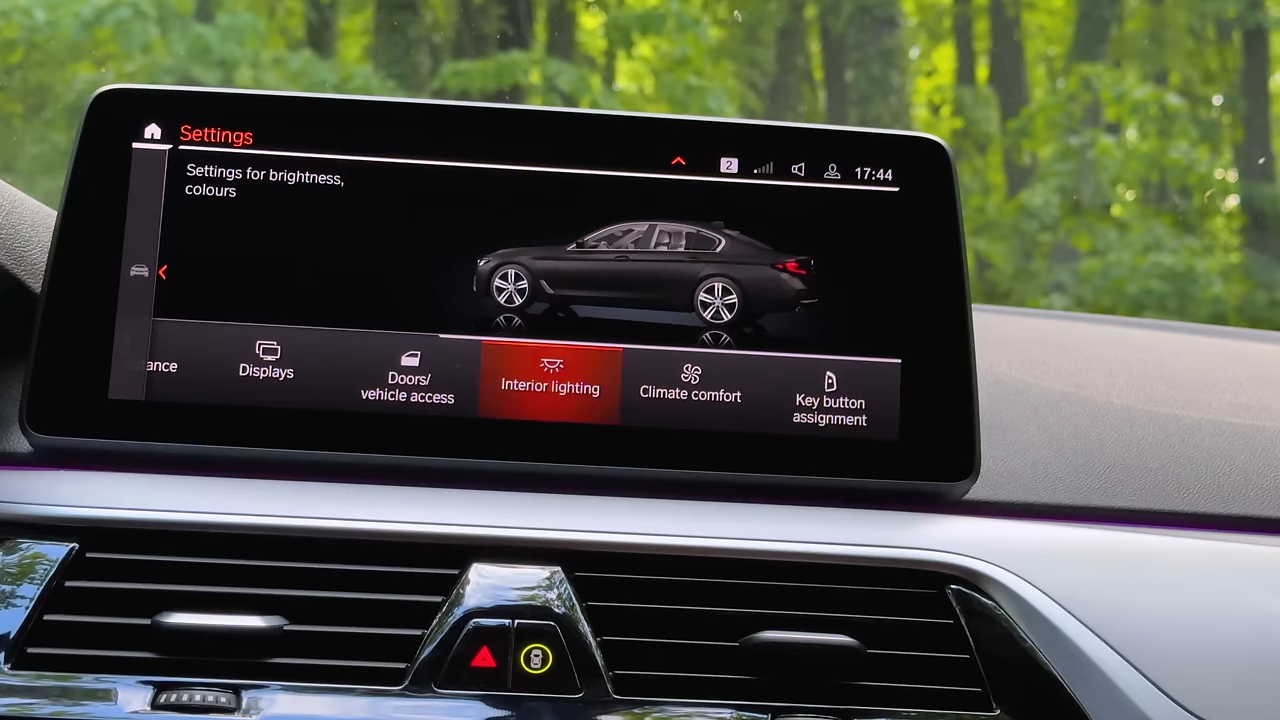 Settings
2
17:44
Settings for brightness,
colours
ance
Displays
Doors/
vehicle access
Interior lighting
Climate comfort
Key button
assignment